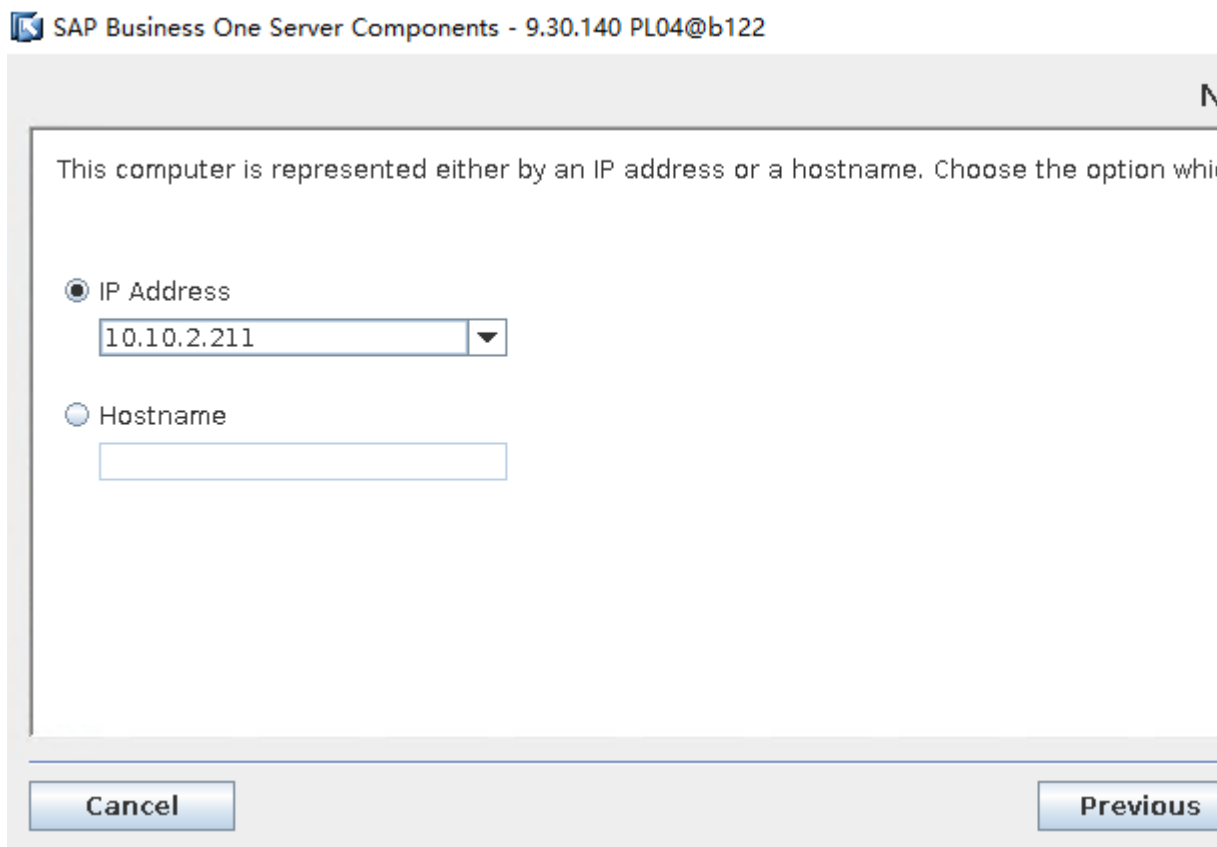 SAP Business One Server Components - 9.30.140 PL04@b122
This computer is represented either by an IP address or a hostname. Choose the option
IP Address
10.10.2.211
Hostname
Cancel
Previous